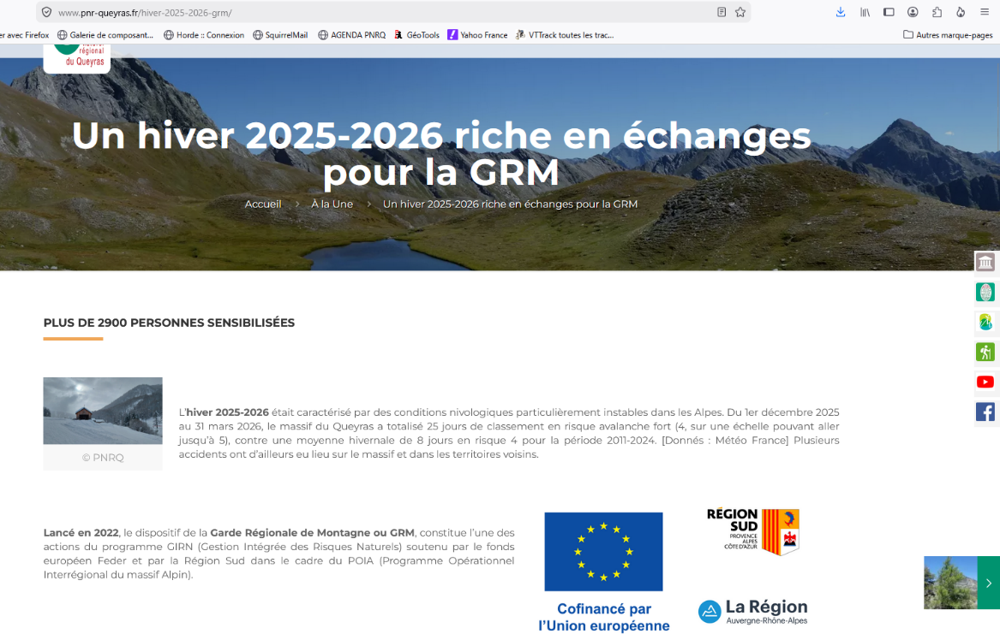 www.pnr-queyras.fr/hiver-2025-2026-grm/
er avec Firefox Galerie de composant... Horde :: Connexion SquirrelMail AGENDA PNRQ GéoTools Yahoo France VTTrack toutes les trac... Autres marque-pages
régional
du Queyras
Un hiver 2025-2026 riche en échanges
pour la GRM
Accueil > À la Une > Un hiver 2025-2026 riche en échanges pour la GRM
PLUS DE 2900 PERSONNES SENSIBILISÉES
© PNRQ
L'hiver 2025-2026 était caractérisé par des conditions nivologiques particulièrement instables dans les Alpes. Du 1er décembre 2025
au 31 mars 2026, le massif du Queyras a totalisé 25 jours de classement en risque avalanche fort (4, sur une échelle pouvant aller
jusqu'à 5), contre une moyenne hivernale de 8 jours en risque 4 pour la période 2011-2024. [Donnés : Météo France] Plusieurs
accidents ont d'ailleurs eu lieu sur le massif et dans les territoires voisins.
Lancé en 2022, le dispositif de la Garde Régionale de Montagne ou GRM, constitue l'une des
actions du programme GIRN (Gestion Intégrée des Risques Naturels) soutenu par le fonds
européen Feder et par la Région Sud dans le cadre du POIA (Programme Opérationnel
Interrégional du massif Alpin).
Cofinancé par
l'Union européenne
RÉGION
SUD
PROVENCE
ALPES
CÔTE D'AZUR
La Région
Auvergne-Rhône-Alpes